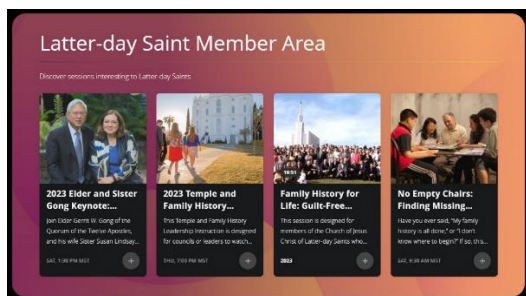 Latter-day Saint Member Area
Discover sessions interesting to Latter-day Saints
2023 Elder and Sister
Gong Keynote:...
Join Elder Gerrit W. Gong of the
Quorum of the Twelve Apostles,
and his wife Sister Susan Lindsay...
SAT, 1:30 PM MST
2023 Temple and
Family History...
This Temple and Family History
Leadership Instruction is designed
for councils or leaders to watch...
THU, 7:00 PM MST
19:51
Family History for
Life: Guilt-Free...
This session is designed for
members of the Church of Jesus
Christ of Latter-day Saints who...
2023
No Empty Chairs:
Finding Missing...
Have you ever said, "My family
history is all done," or "I don't
know where to begin?" If so, this...
SAT, 9:30 AM MST